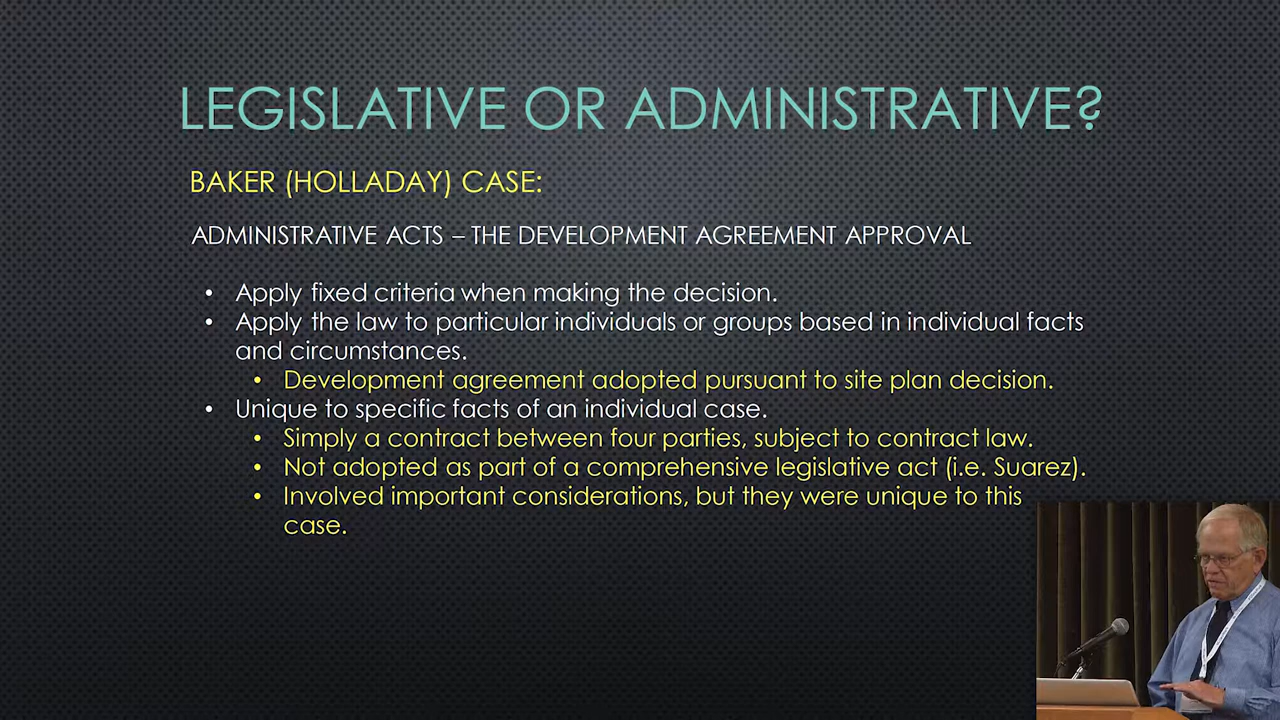 LEGISLATIVE OR ADMINISTRATIVE?
BAKER (HOLLADAY) CASE:
ADMINISTRATIVE ACTS – THE DEVELOPMENT AGREEMENT APPROVAL
• Apply fixed criteria when making the decision.
• Apply the law to particular individuals or groups based in individual facts
and circumstances.
• Development agreement adopted pursuant to site plan decision.
• Unique to specific facts of an individual case.
• Simply a contract between four parties, subject to contract law.
• Not adopted as part of a comprehensive legislative act (i.e. Suarez).
• Involved important considerations, but they were unique to this
case.